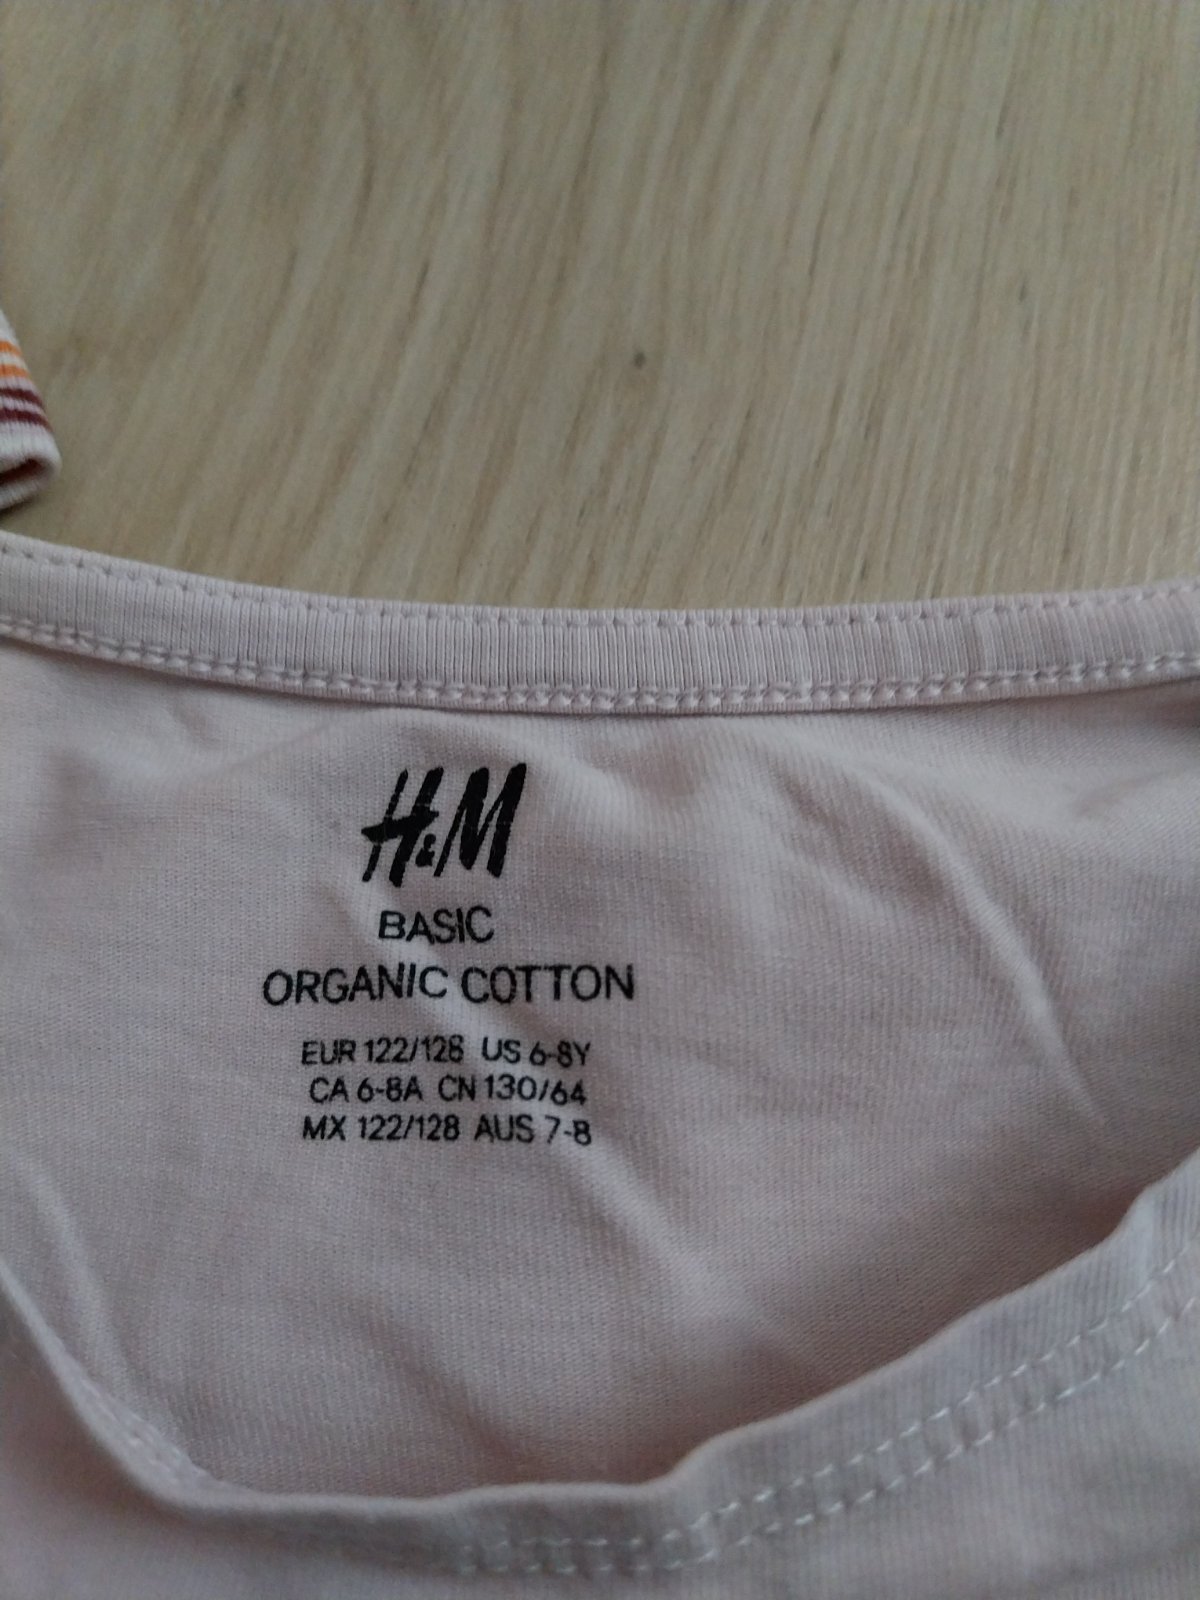 H&M
BASIC
ORGANIC COTTON
EUR 122/128 US 6-8Y
CA 6-8A CN 130/64
MX 122/128 AUS 7-8